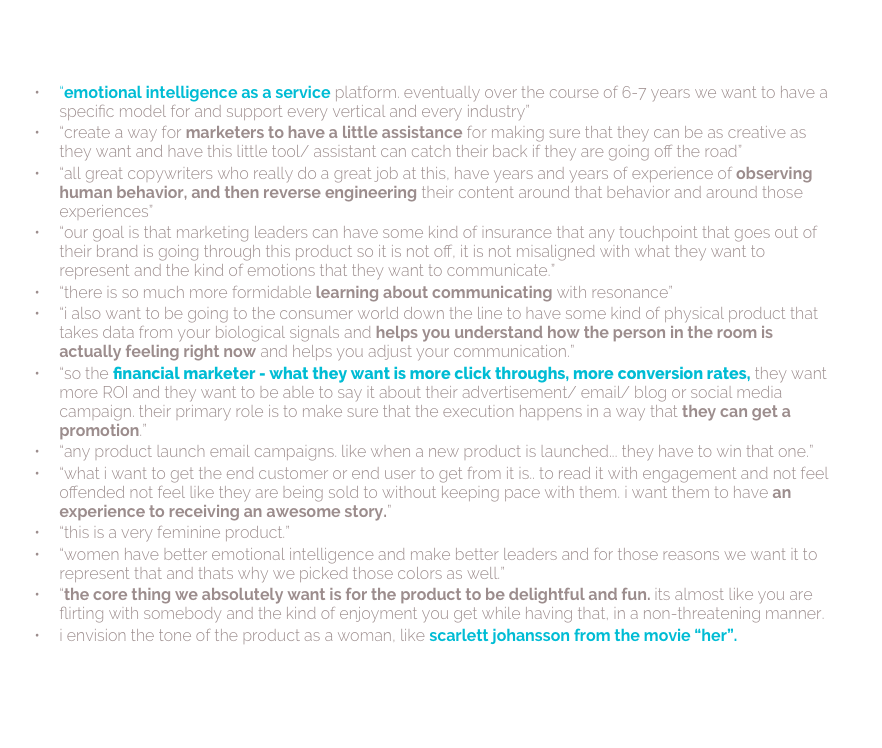 • "emotional intelligence as a service platform. eventually over the course of 6-7 years we want to have a
specific model for and support every vertical and every industry"
• "create a way for marketers to have a little assistance for making sure that they can be as creative as
they want and have this little tool/ assistant can catch their back if they are going off the road"
• "all great copywriters who really do a great job at this, have years and years of experience of observing
human behavior, and then reverse engineering their content around that behavior and around those
experiences"
• "our goal is that marketing leaders can have some kind of insurance that any touchpoint that goes out of
their brand is going through this product so it is not off, it is not misaligned with what they want to
represent and the kind of emotions that they want to communicate."
• "there is so much more formidable learning about communicating with resonance"
• "i also want to be going to the consumer world down the line to have some kind of physical product that
takes data from your biological signals and helps you understand how the person in the room is
actually feeling right now and helps you adjust your communication."
• "so the financial marketer - what they want is more click throughs, more conversion rates, they want
more ROI and they want to be able to say it about their advertisement/ email/ blog or social media
campaign. their primary role is to make sure that the execution happens in a way that they can get a
promotion."
• "any product launch email campaigns. like when a new product is launched... they have to win that one."
• "what i want to get the end customer or end user to get from it is.. to read it with engagement and not feel
offended not feel like they are being sold to without keeping pace with them. i want them to have an
experience to receiving an awesome story."
• "this is a very feminine product."
• "women have better emotional intelligence and make better leaders and for those reasons we want it to
represent that and thats why we picked those colors as well."
• "the core thing we absolutely want is for the product to be delightful and fun. its almost like you are
flirting with somebody and the kind of enjoyment you get while having that, in a non-threatening manner.
• i envision the tone of the product as a woman, like scarlett johansson from the movie "her".